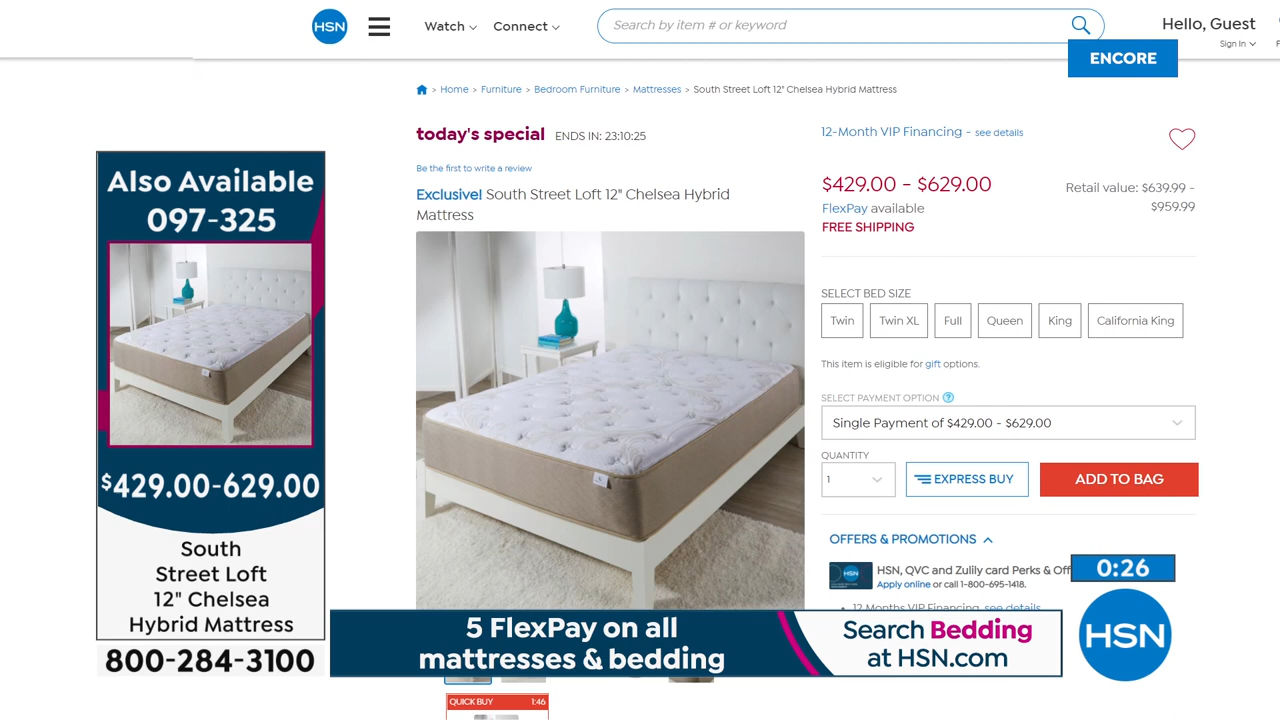 HSN
Watch
Connect
Search by item # or keyword
Hello, Guest
Sign In
ENCORE
> Home > Furniture > Bedroom Furniture > Mattresses > South Street Loft 12" Chelsea Hybrid Mattress
today's special ENDS IN: 23:10:25
Be the first to write a review
Exclusive! South Street Loft 12" Chelsea Hybrid
Mattress
12-Month VIP Financing - see details
$429.00 - $629.00
Retail value: $639.99 -
$959.99
FlexPay available
FREE SHIPPING
SELECT BED SIZE
Twin
Twin XL
Full
Queen
King
California King
This item is eligible for gift options.
SELECT PAYMENT OPTION ?
Single Payment of $429.00 - $629.00
QUANTITY
1
EXPRESS BUY
ADD TO BAG
OFFERS & PROMOTIONS
HSN
HSN, QVC and Zulily card Perks & Off
Apply online or call 1-800-695-1418.
• 12 Months VIP Financing see details
0:26
Also Available
097-325
$429.00-629.00
South
Street Loft
12" Chelsea
Hybrid Mattress
800-284-3100
5 FlexPay on all
mattresses & bedding
Search Bedding
at HSN.com
HSN
QUICK BUY 1:46